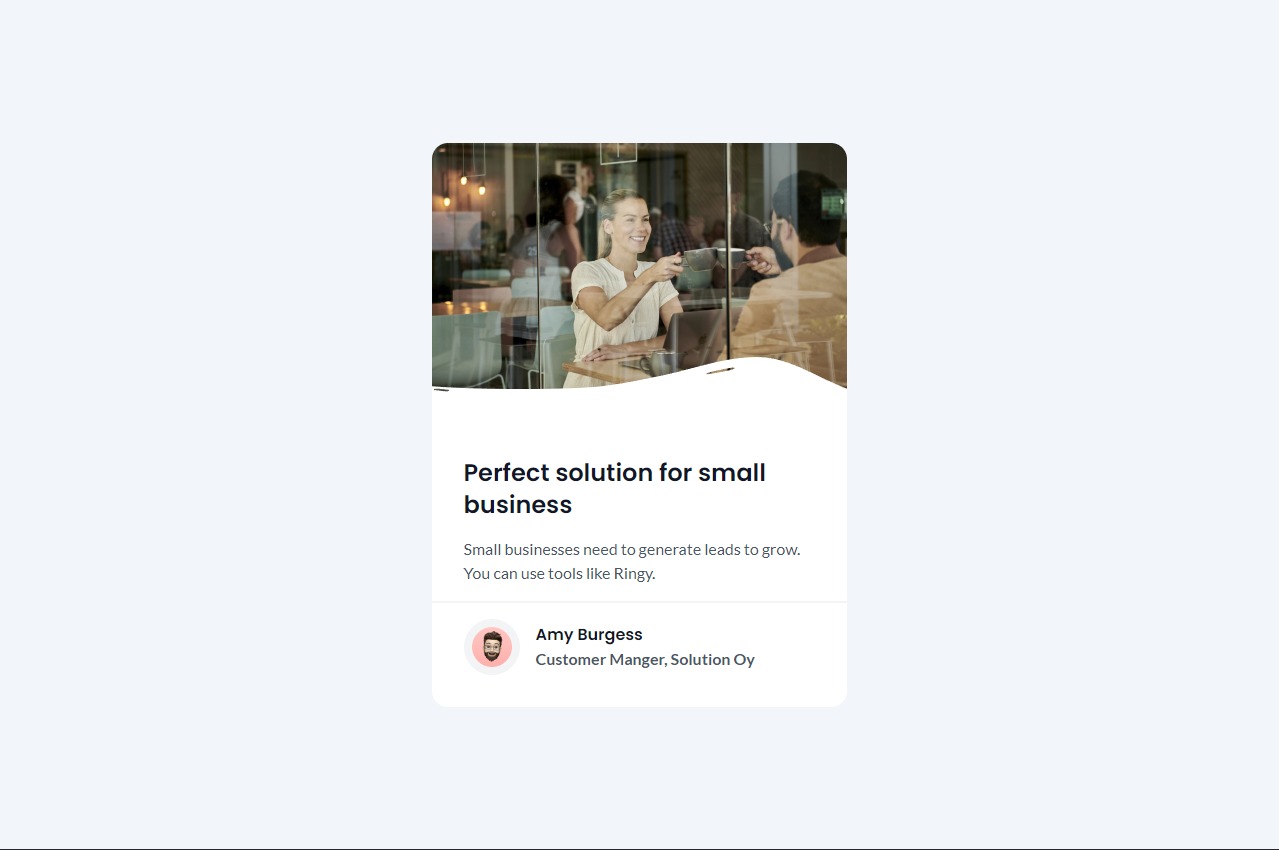 Perfect solution for small
business
Small businesses need to generate leads to grow.
You can use tools like Ringy.
Amy Burgess
Customer Manger, Solution Oy